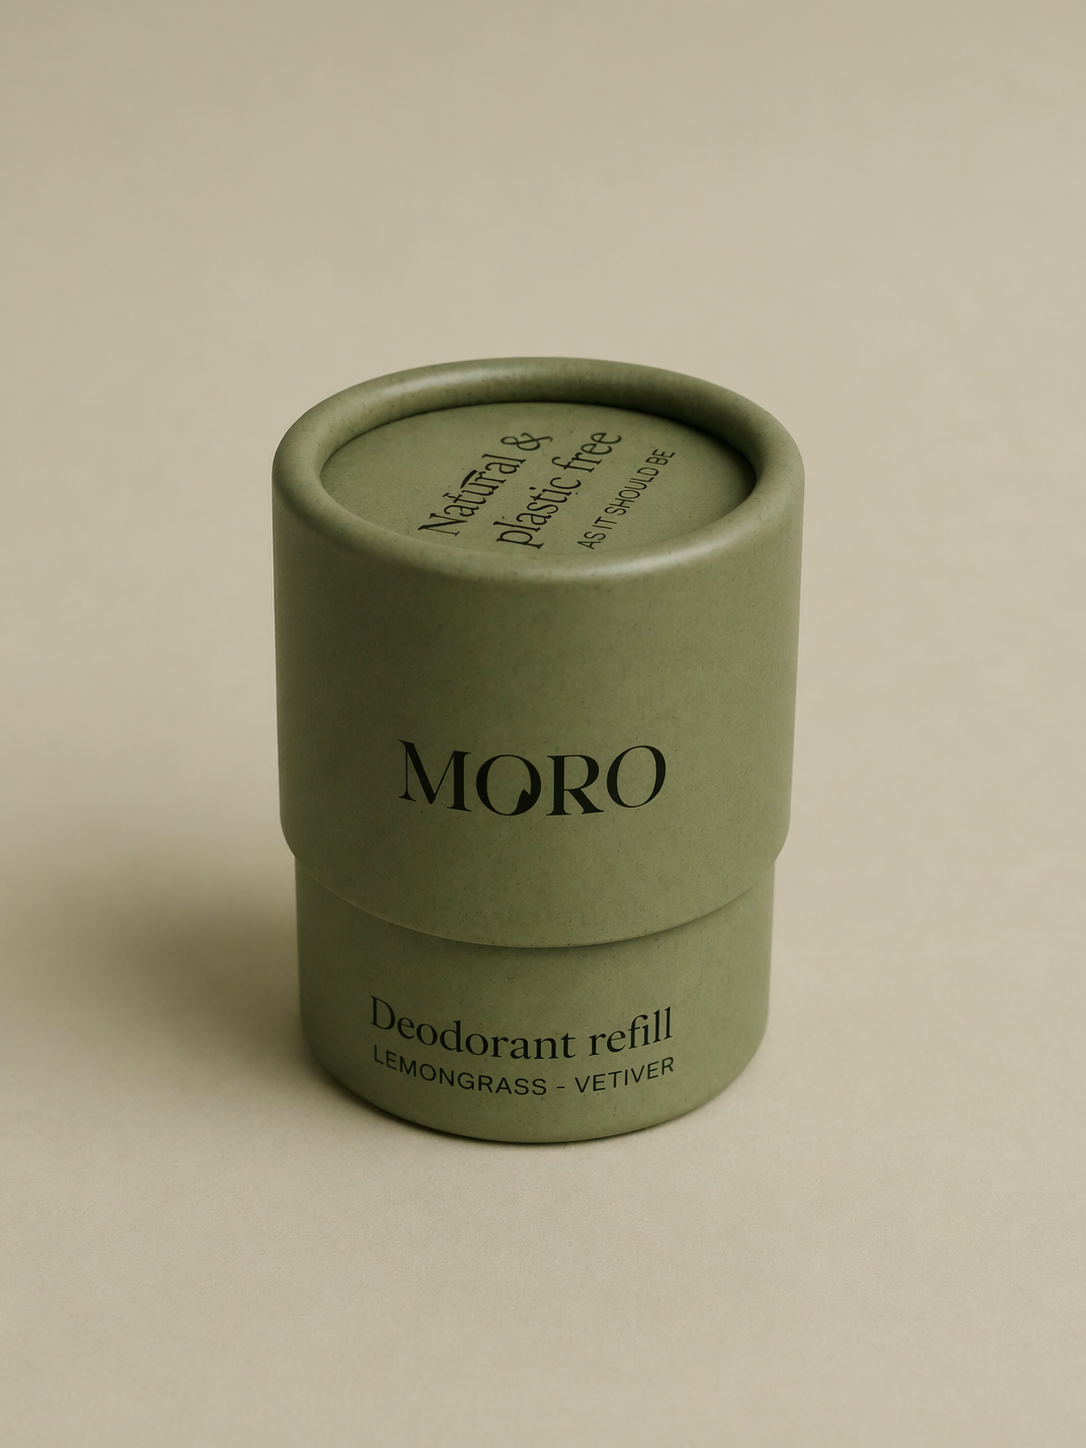 Natural &
plastic free
AS IT SHOULD BE
MORO
Deodorant refill
LEMONGRASS - VETIVER